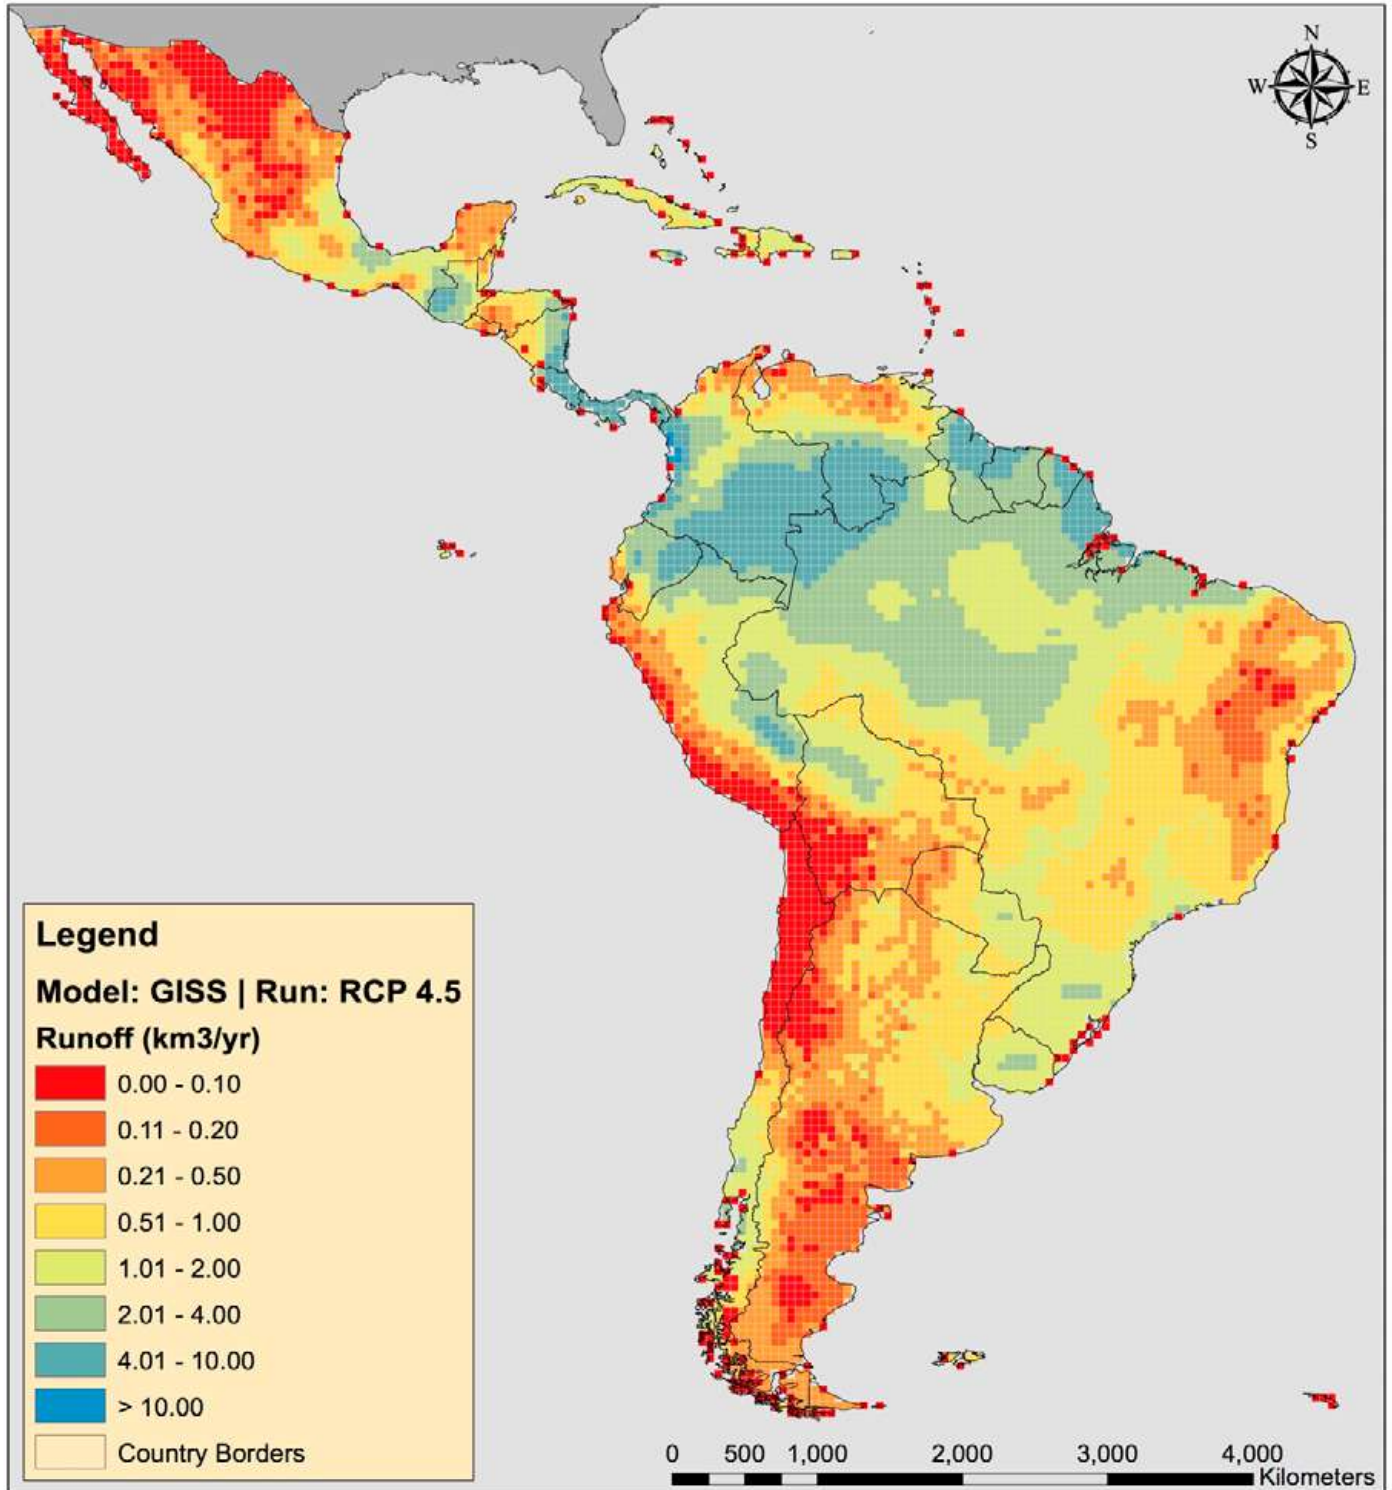 N
W E
S
Legend
Model: GISS | Run: RCP 4.5
Runoff (km3/yr)
0.00 - 0.10
0.11 - 0.20
0.21 - 0.50
0.51 - 1.00
1.01 - 2.00
2.01 - 4.00
4.01 - 10.00
> 10.00
Country Borders
0 500 1,000 2,000 3,000 4,000
Kilometers